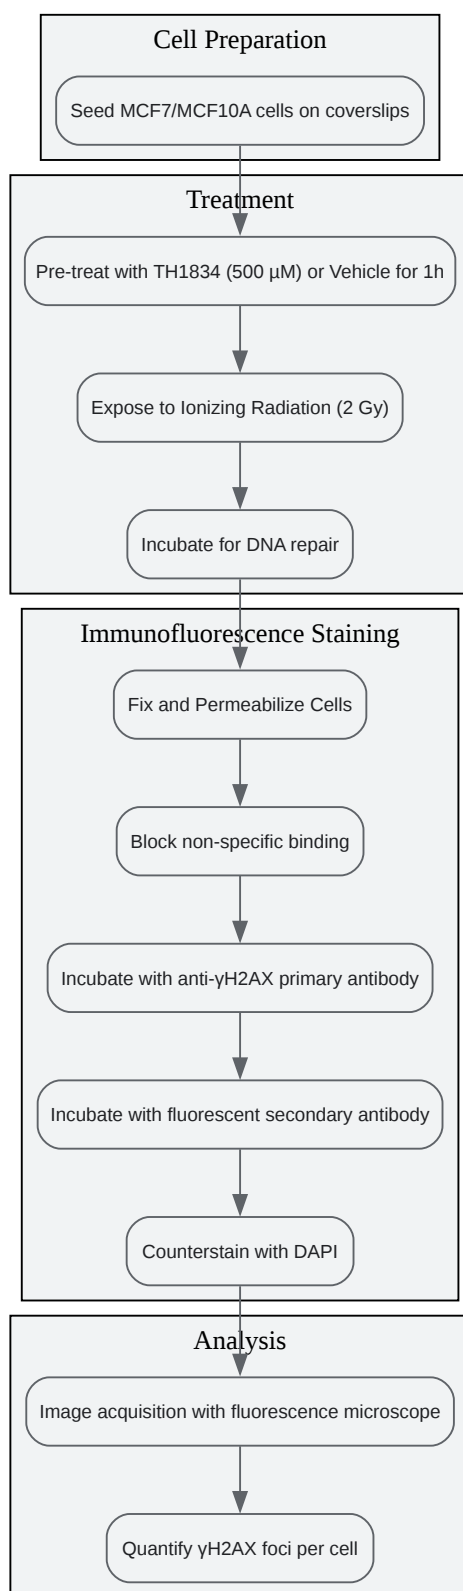 Cell Preparation
Seed MCF7/MCF10A cells on coverslips
Treatment
Pre-treat with TH1834 (500 µM) or Vehicle for 1h
Expose to Ionizing Radiation (2 Gy)
Incubate for DNA repair
Immunofluorescence Staining
Fix and Permeabilize Cells
Block non-specific binding
Incubate with anti-γH2AX primary antibody
Incubate with fluorescent secondary antibody
Counterstain with DAPI
Analysis
Image acquisition with fluorescence microscope
Quantify γH2AX foci per cell